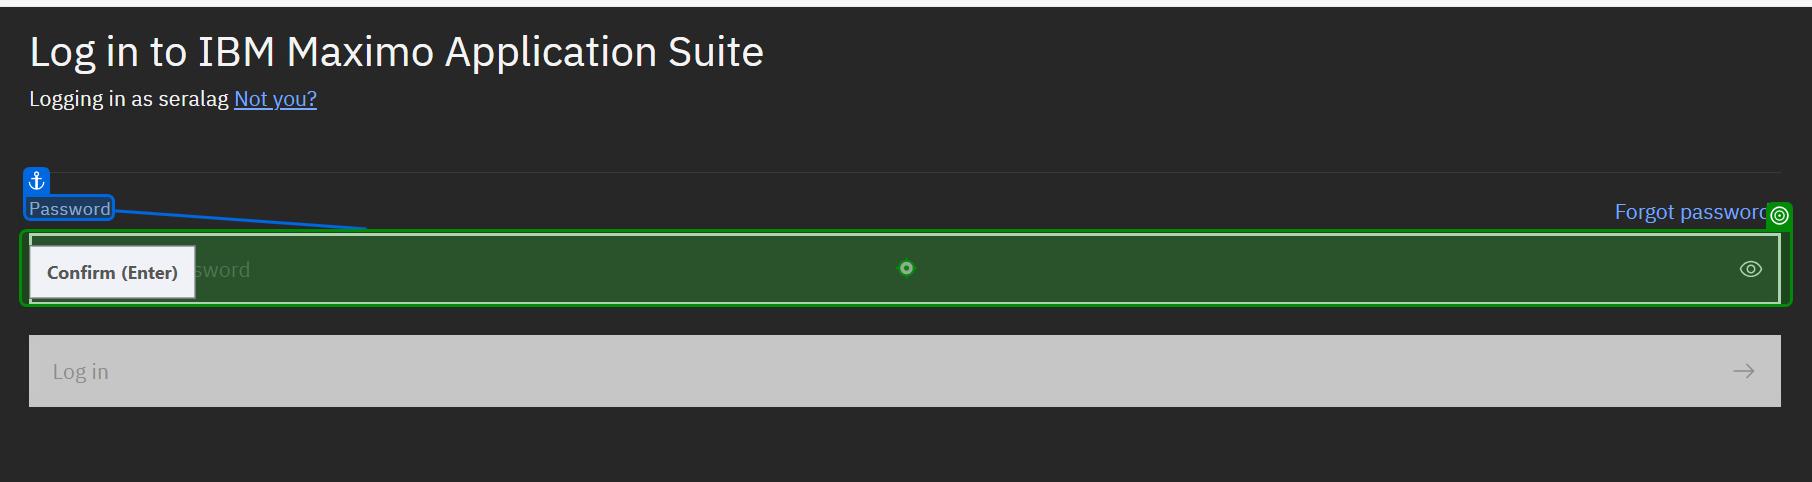 Log in to IBM Maximo Application Suite
Logging in as seralag Not you?
Password
Forgot password
Confirm (Enter) sword
Log in